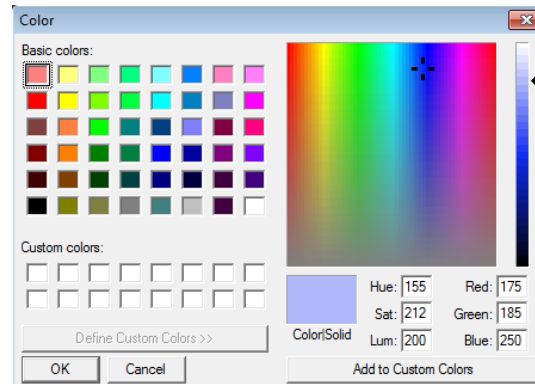 Color
Basic colors:
Custom colors:
Define Custom Colors >>
OK Cancel
Color|Solid
Hue: 155 Red: 175
Sat: 212 Green: 185
Lum: 200 Blue: 250
Add to Custom Colors